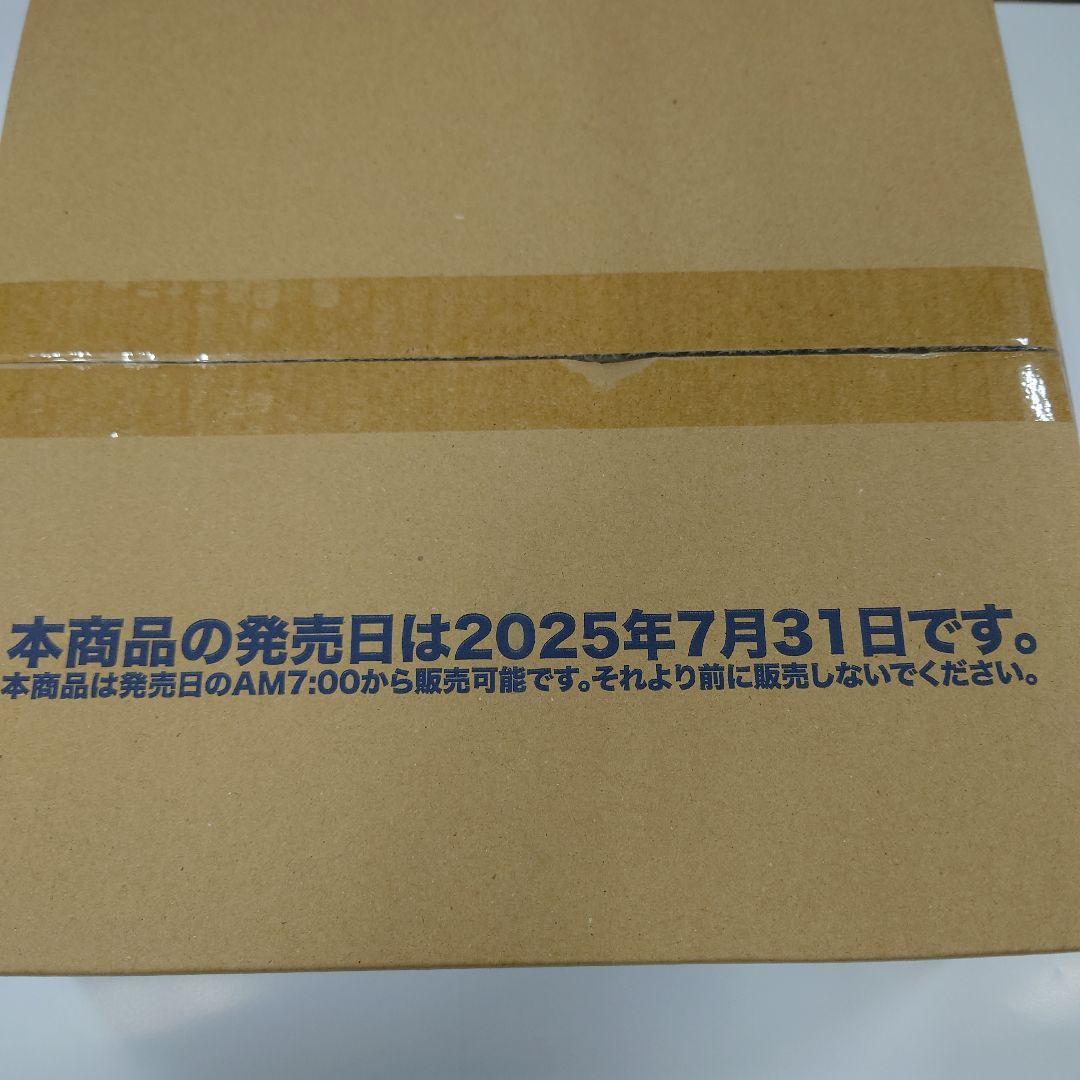 本商品の発売日は2025年7月31日です。
本商品は発売日のAM7:00から販売可能です。それより前に販売しないでください。